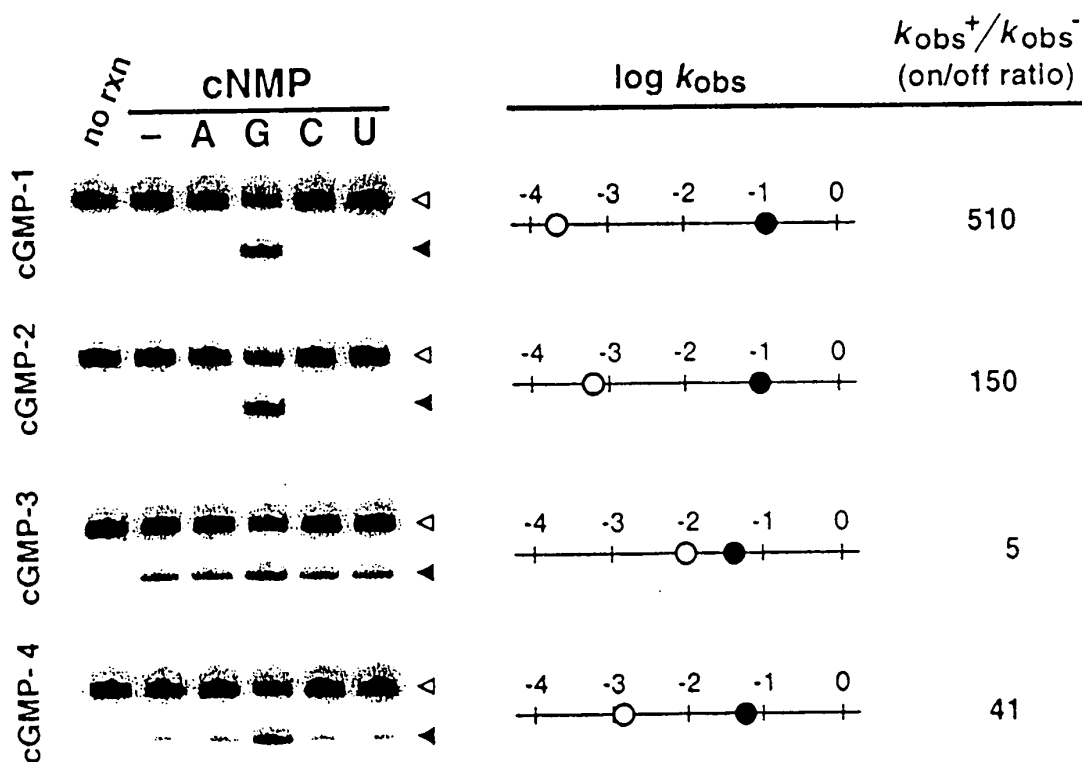 no rxn
cNMP
– A G C U
log kobs
kobs+/kobs-
(on/off ratio)
cGMP-1
-4 -3 -2 -1 0
510
cGMP-2
-4 -3 -2 -1 0
150
cGMP-3
-4 -3 -2 -1 0
5
cGMP-4
-4 -3 -2 -1 0
41